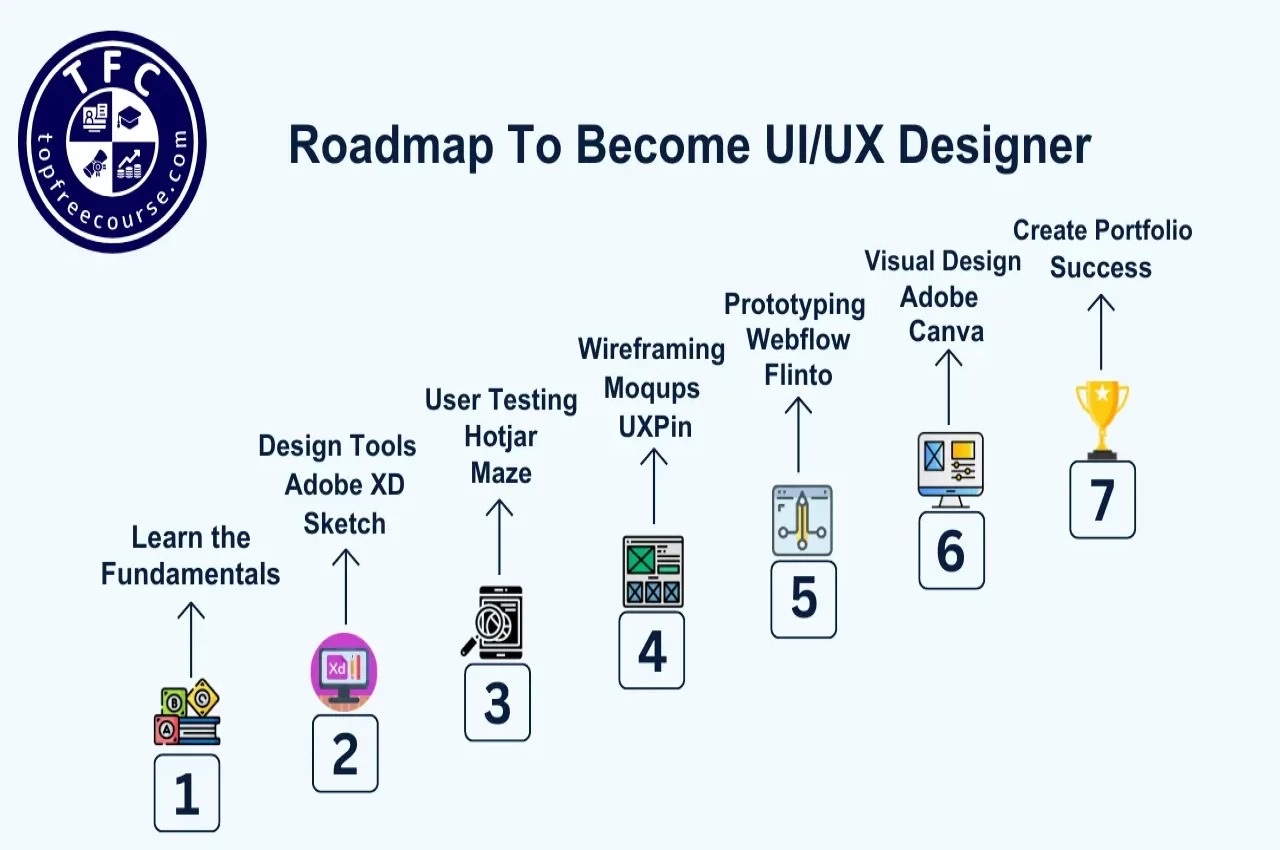 TFC
topfreecourse.com
Roadmap To Become UI/UX Designer
Learn the
Fundamentals
B
C
A
1
Design Tools
Adobe XD
Sketch
Xd
2
User Testing
Hotjar
Maze
3
Wireframing
Moqups
UXPin
4
Prototyping
Webflow
Flinto
5
Visual Design
Adobe
Canva
6
Create Portfolio
Success
7